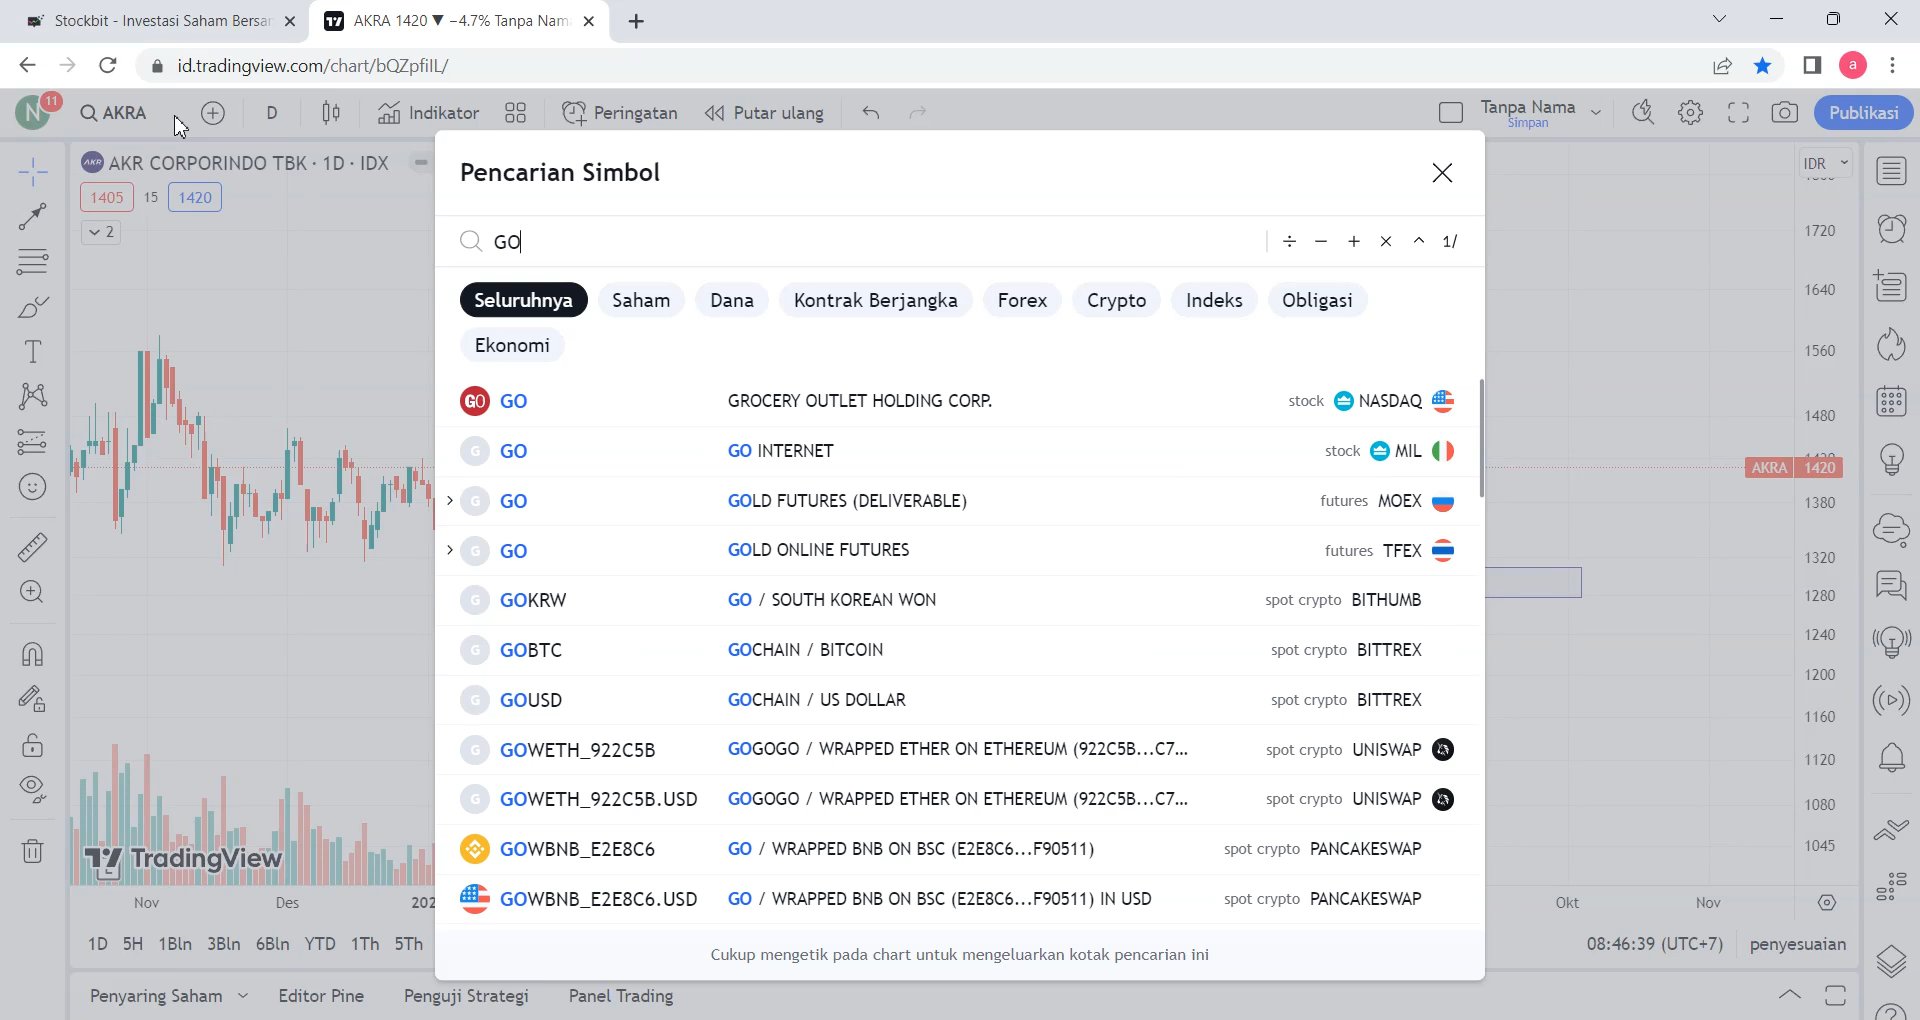 Stockbit - Investasi Saham Bersar
AKRA 1420 ▼ −4.7% Tanpa Nam
id.tradingview.com/chart/bQZpfilL/
a
N
11
AKRA
D
Indikator
Peringatan
Putar ulang
Tanpa Nama
Simpan
Publikasi
AKR
AKR CORPORINDO TBK · 1D · IDX
1405
15
1420
2
Pencarian Simbol
GO
÷ − + × ^ 1/
Seluruhnya
Saham
Dana
Kontrak Berjangka
Forex
Crypto
Indeks
Obligasi
Ekonomi
GO GO GROCERY OUTLET HOLDING CORP. stock NASDAQ
G GO GO INTERNET stock MIL
G GO GOLD FUTURES (DELIVERABLE) futures MOEX
G GO GOLD ONLINE FUTURES futures TFEX
G GOKRW GO / SOUTH KOREAN WON spot crypto BITHUMB
G GOBTC GOCHAIN / BITCOIN spot crypto BITTREX
G GOUSD GOCHAIN / US DOLLAR spot crypto BITTREX
G GOWETH_922C5B GOGOGO / WRAPPED ETHER ON ETHEREUM (922C5B...C7... spot crypto UNISWAP
G GOWETH_922C5B.USD GOGOGO / WRAPPED ETHER ON ETHEREUM (922C5B...C7... spot crypto UNISWAP
GOWBNB_E2E8C6 GO / WRAPPED BNB ON BSC (E2E8C6...F90511) spot crypto PANCAKESWAP
GOWBNB_E2E8C6.USD GO / WRAPPED BNB ON BSC (E2E8C6...F90511) IN USD spot crypto PANCAKESWAP
Cukup mengetik pada chart untuk mengeluarkan kotak pencarian ini
IDR
1720
1640
1560
1480
AKRA 1420
1380
1320
1280
1240
1200
1160
1120
1080
1045
TradingView
Nov
Des
202
Okt
Nov
1D 5H 1Bln 3Bln 6Bln YTD 1Th 5Th
08:46:39 (UTC+7)
penyesuaian
Penyaring Saham
Editor Pine
Penguji Strategi
Panel Trading